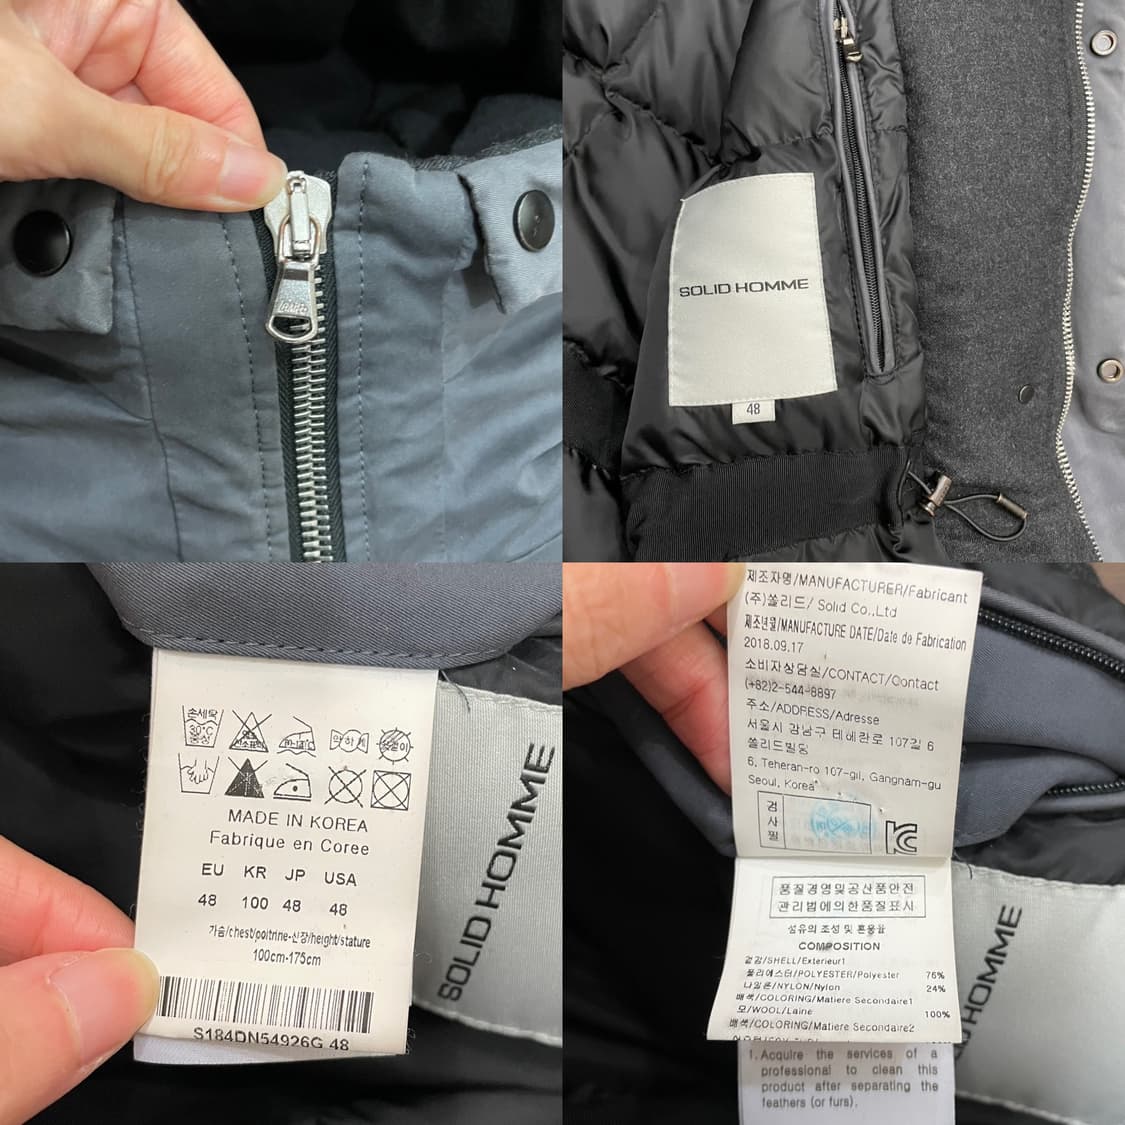 SOLID HOMME
48
손세탁
30℃
중성
약하게
MADE IN KOREA
Fabrique en Coree
EU KR JP USA
48 100 48 48
가슴/chest/poitrine-신장/height/stature
100cm-175cm
S184DN54926G 48
SOLID HOMME
제조자명/MANUFACTURER/Fabricant
(주)쏠리드/ Solid Co.,Ltd
제조년월/MANUFACTURE DATE/Date de Fabrication
2018.09.17
소비자상담실/CONTACT/Contact
(+82)2-544-8897
주소/ADDRESS/Adresse
서울시 강남구 테헤란로 107길 6
쏠리드빌딩
6, Teheran-ro 107-gil, Gangnam-gu
Seoul, Korea
검사필
품질경영및공산품안전
관리법에의한품질표시
섬유의 조성 및 혼용율
COMPOSITION
겉감/SHELL/Exterieur1
폴리에스터/POLYESTER/Polyester 76%
나일론/NYLON/Nylon 24%
배색/COLORING/Matiere Secondaire1
모/WOOL/Laine 100%
배색/COLORING/Matiere Secondaire2
1. Acquire the services of a
professional to clean this
product after separating the
feathers (or furs).
HOMME